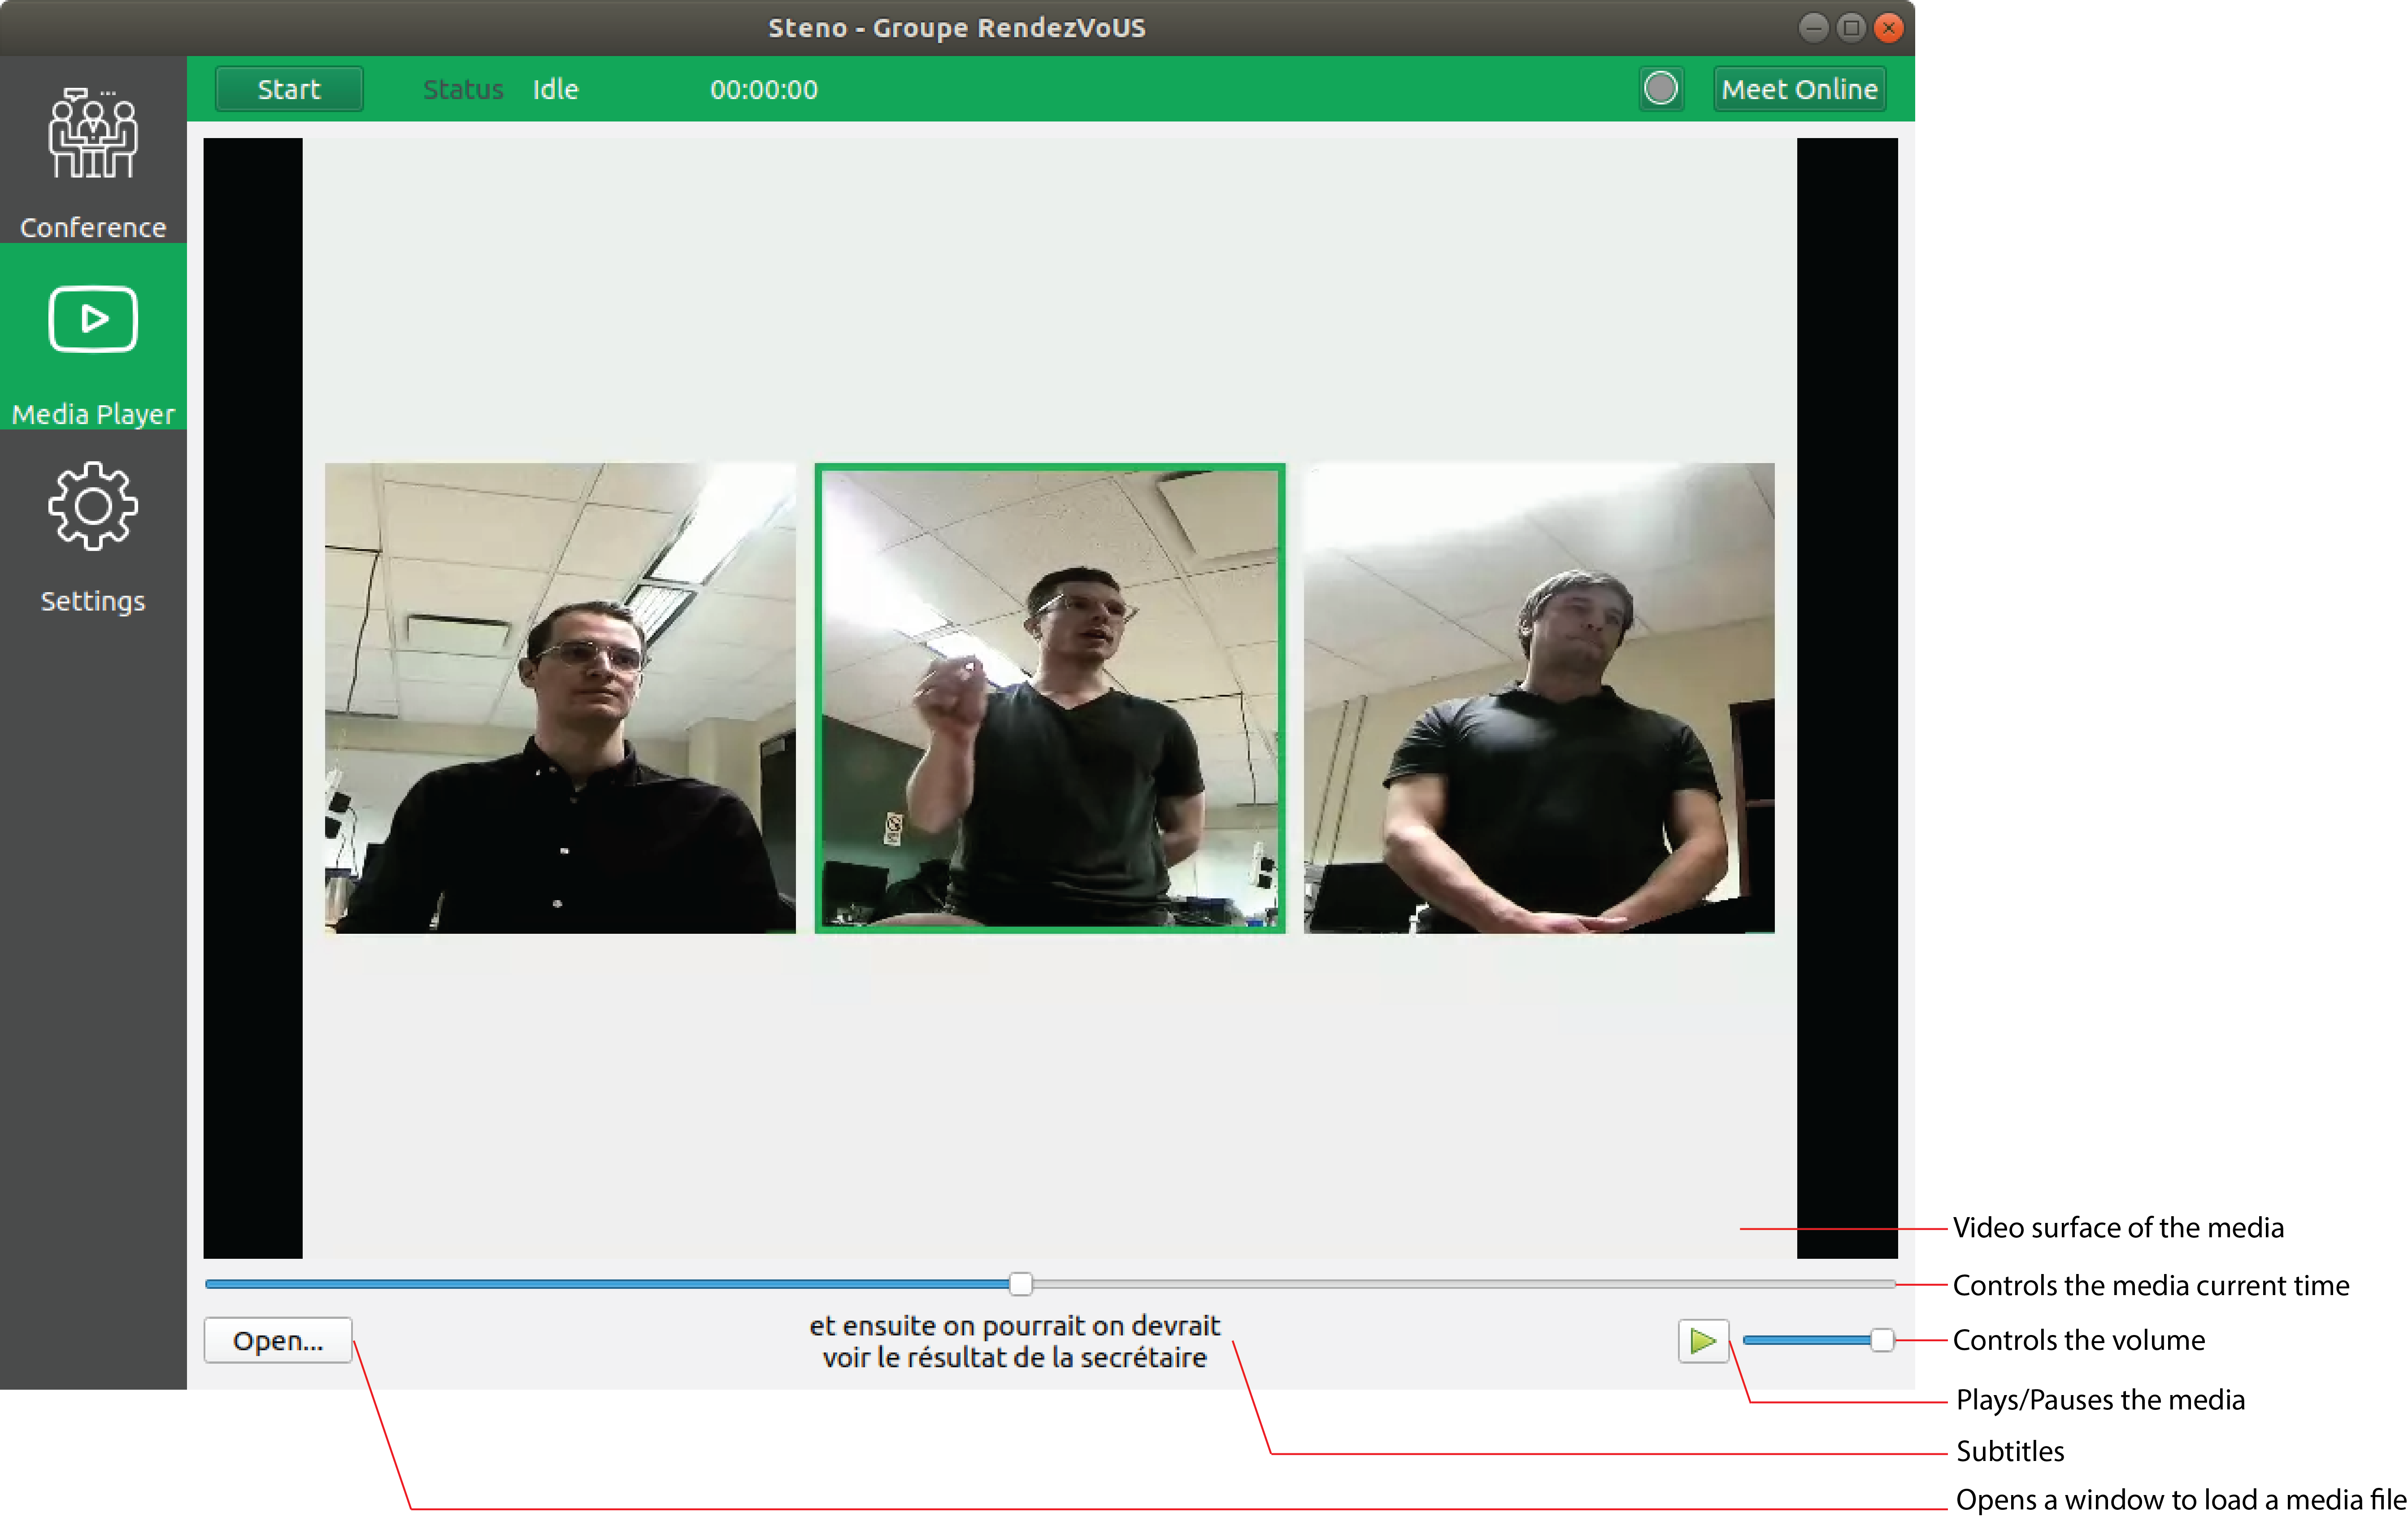 Steno - Groupe RendezVoUS
Start
Status Idle
00:00:00
Meet Online
Conference
Media Player
Settings
Video surface of the media
Controls the media current time
Open...
et ensuite on pourrait on devrait
voir le résultat de la secrétaire
Controls the volume
Plays/Pauses the media
Subtitles
Opens a window to load a media file